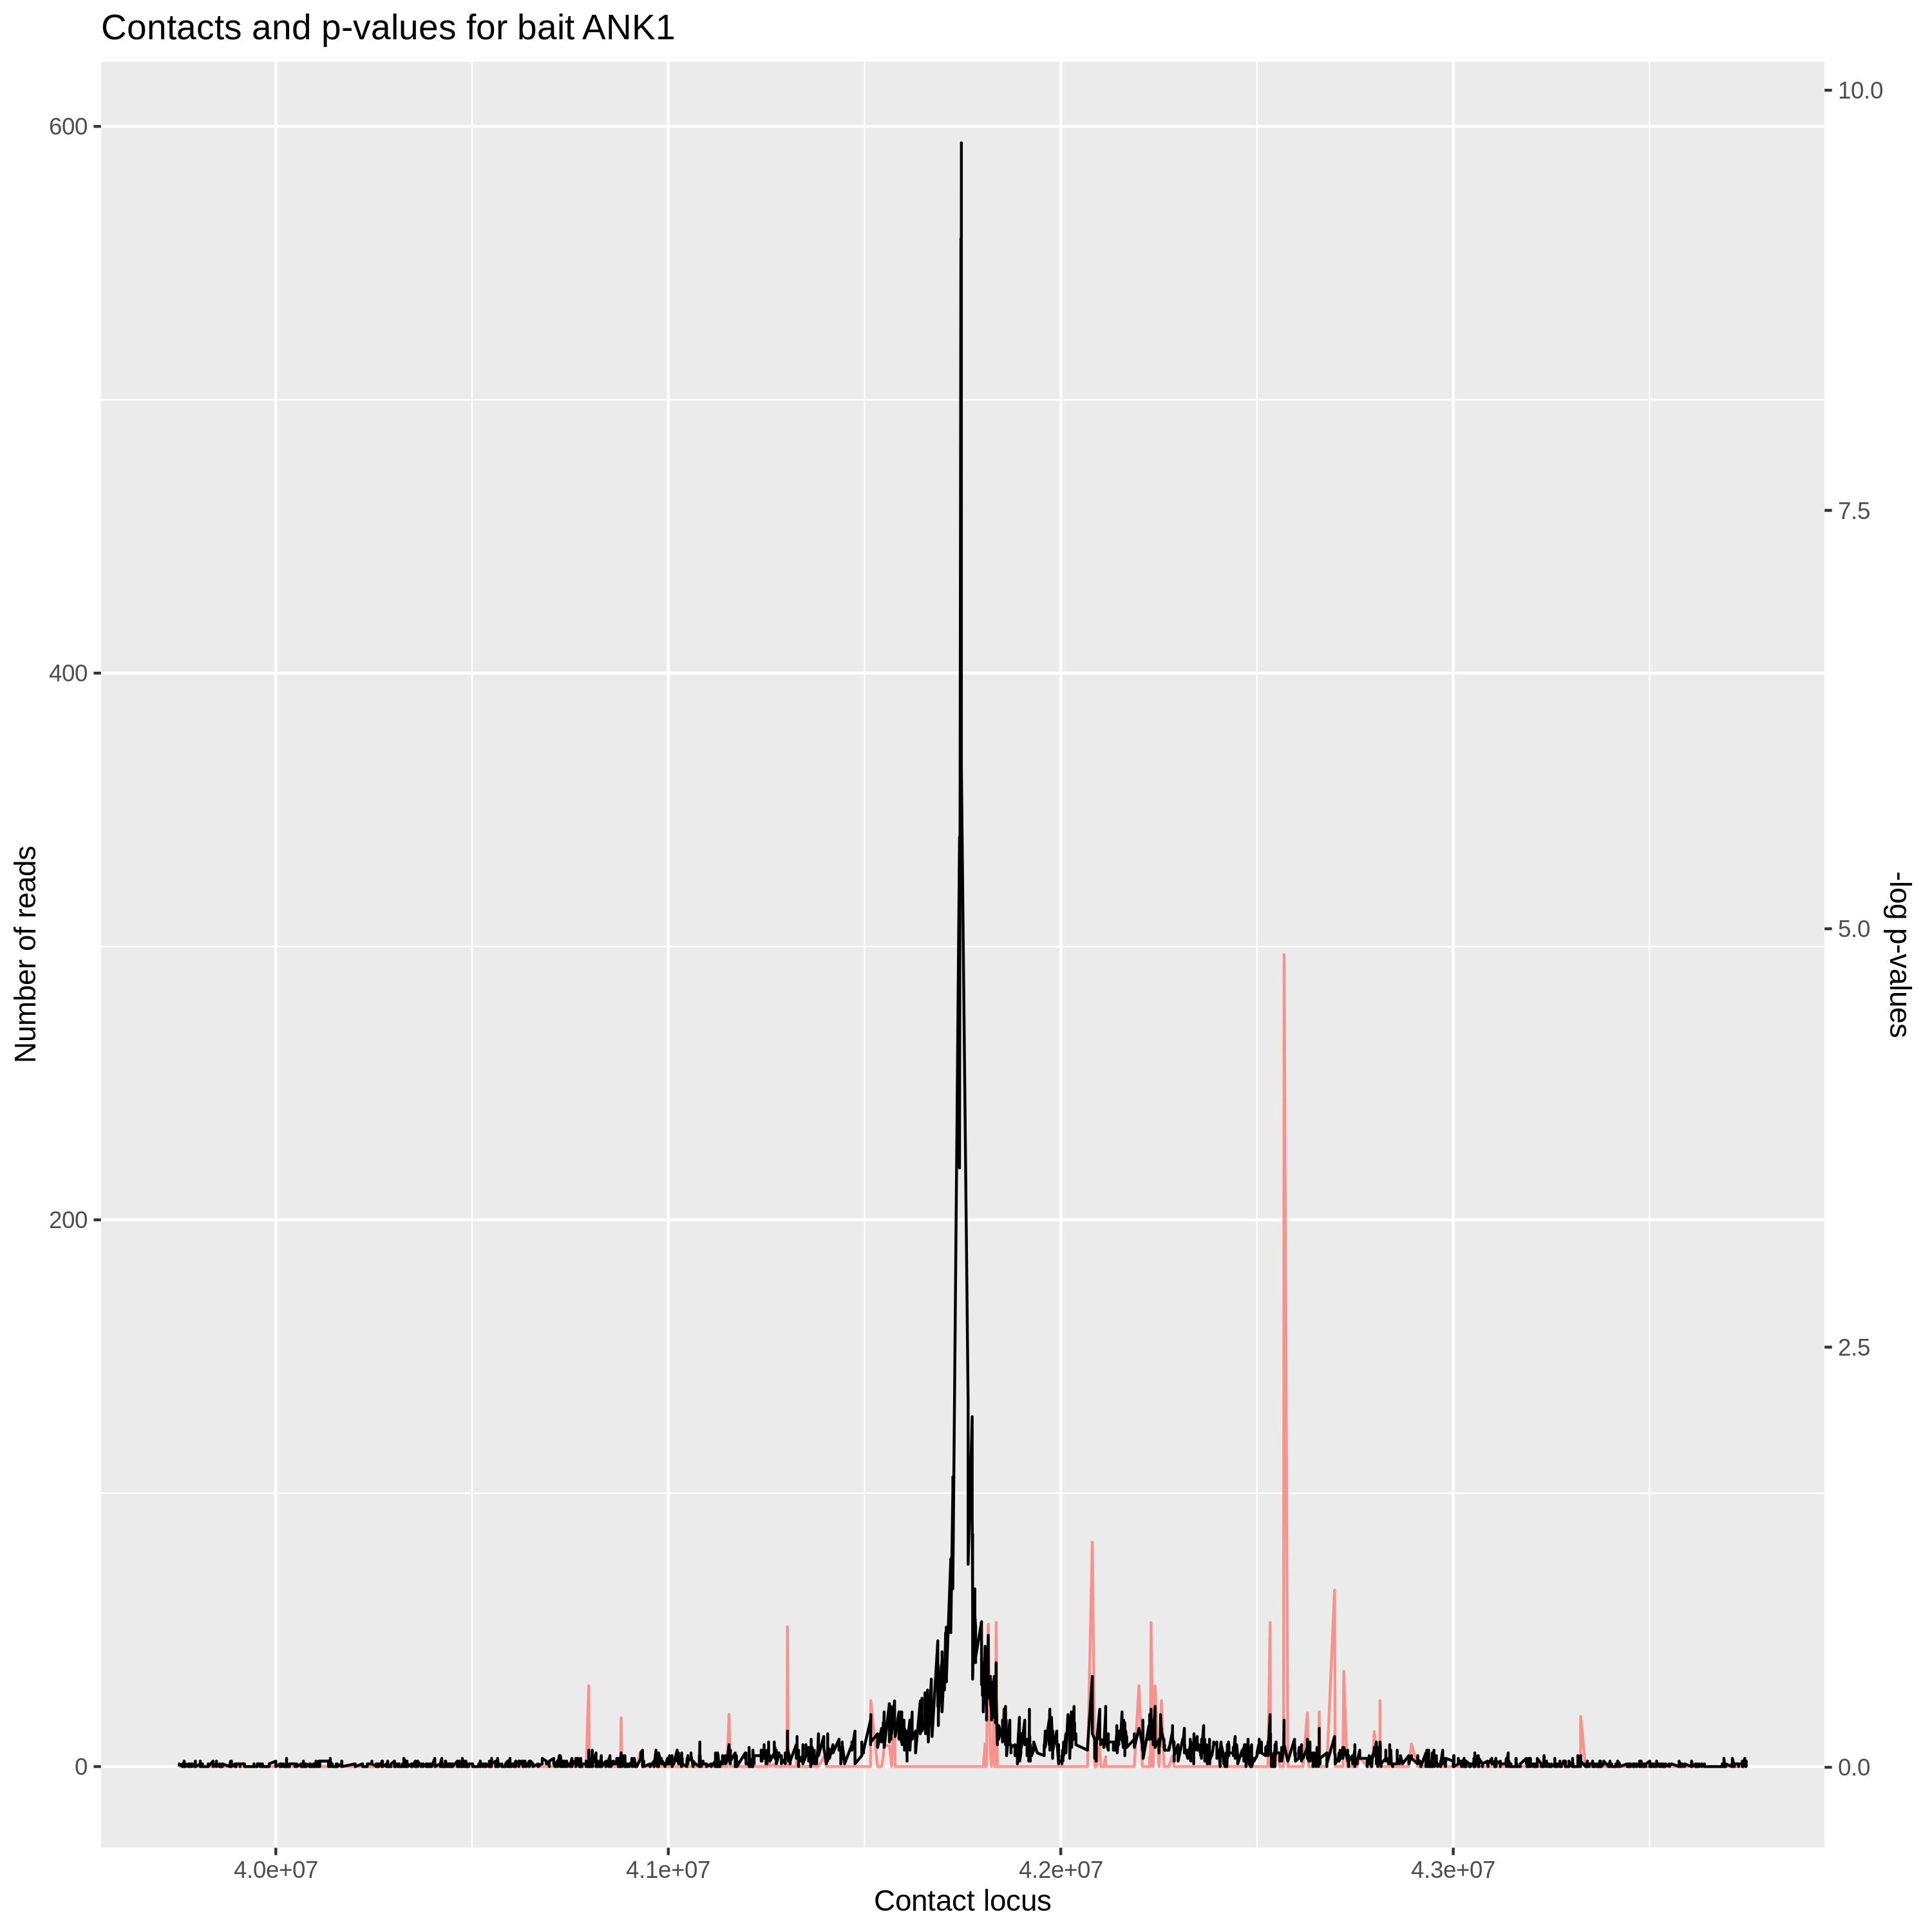 Contacts and p-values for bait ANK1
600
400
200
0
Number of reads
10.0
7.5
5.0
2.5
0.0
-log p-values
4.0e+07
4.1e+07
4.2e+07
4.3e+07
Contact locus